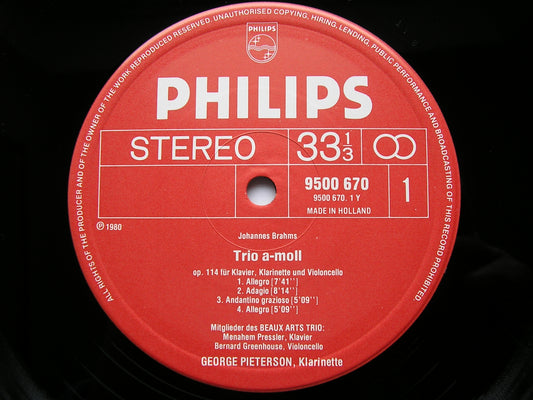 ALL RIGHTS OF THE PRODUCER AND OF THE OWNER OF THE WORK REPRODUCED RESERVED. UNAUTHORISED COPYING, HIRING, LENDING, PUBLIC PERFORMANCE AND BROADCASTING OF THIS RECORD PROHIBITED.
PHILIPS
PHILIPS
STEREO 33 1/3
9500 670
9500 670. 1 Y
MADE IN HOLLAND
1
℗ 1980
Johannes Brahms
Trio a-moll
op. 114 für Klavier, Klarinette und Violoncello
1. Allegro [7'41'']
2. Adagio [8'14'']
3. Andantino grazioso [5'09'']
4. Allegro [5'09'']
Mitglieder des BEAUX ARTS TRIO:
Menahem Pressler, Klavier
Bernard Greenhouse, Violoncello
GEORGE PIETERSON, Klarinette